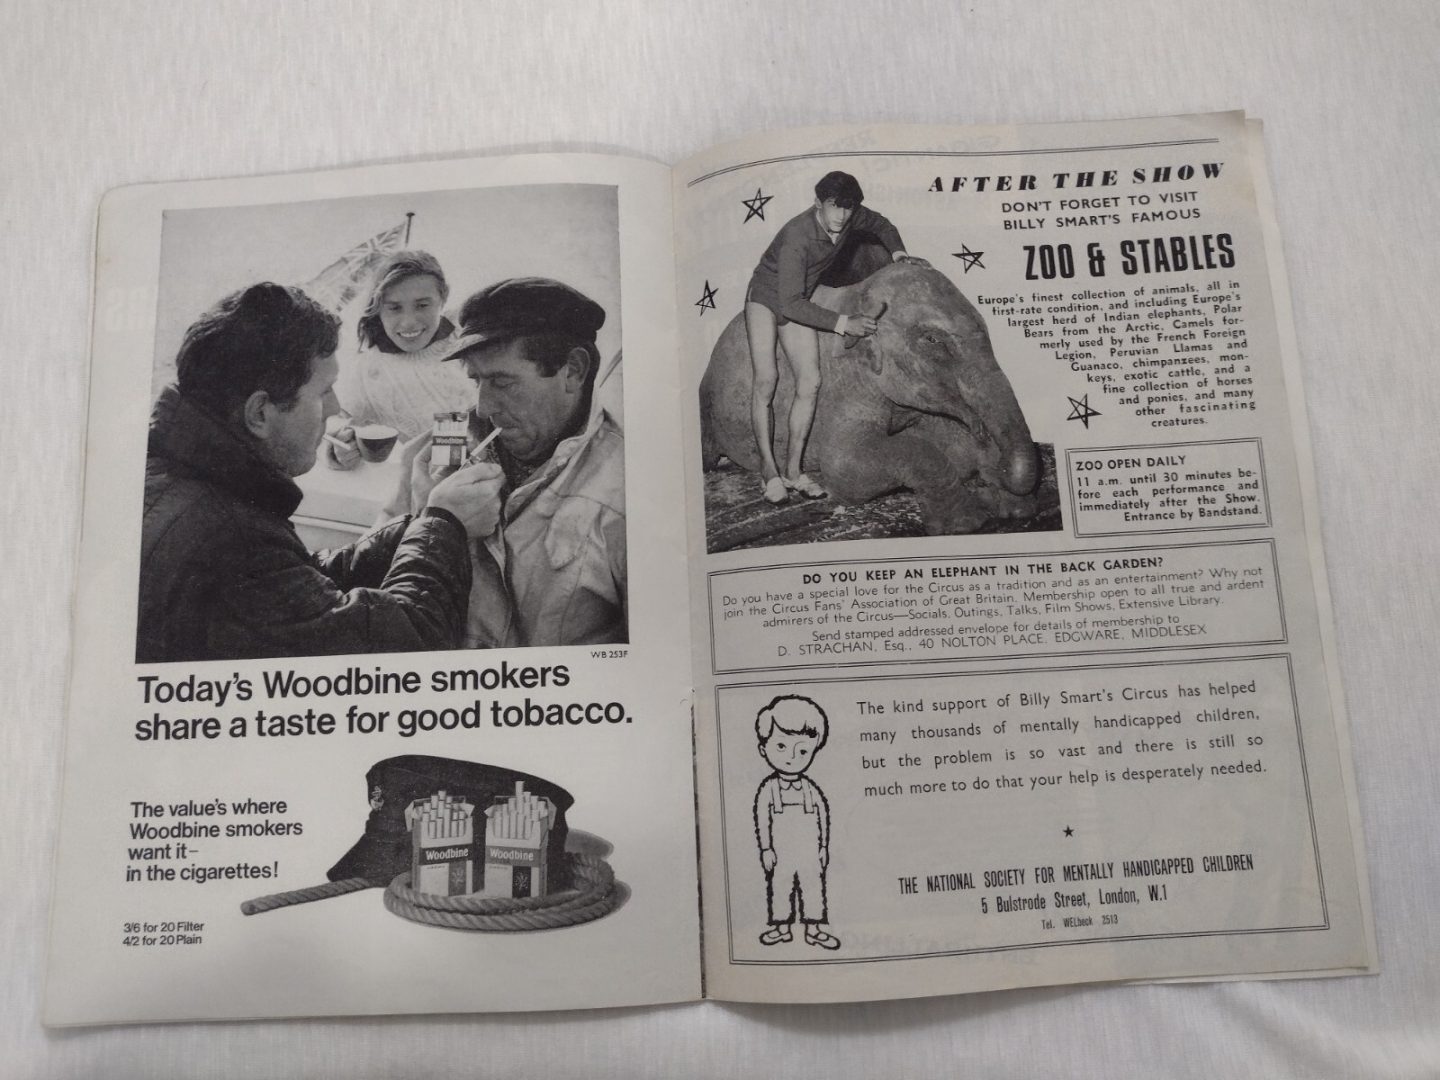 Woodbine
WB 253F
Today's Woodbine smokers
share a taste for good tobacco.
The value's where
Woodbine smokers
want it–
in the cigarettes!
Woodbine
Woodbine
3/6 for 20 Filter
4/2 for 20 Plain
AFTER THE SHOW
DON'T FORGET TO VISIT
BILLY SMART'S FAMOUS
ZOO & STABLES
Europe's finest collection of animals, all in
first-rate condition, and including Europe's
largest herd of Indian elephants, Polar
Bears from the Arctic, Camels for-
merly used by the French Foreign
Legion, Peruvian Llamas and
Guanaco, chimpanzees, mon-
keys, exotic cattle, and a
fine collection of horses
and ponies, and many
other fascinating
creatures.
ZOO OPEN DAILY
11 a.m. until 30 minutes be-
fore each performance and
immediately after the Show.
Entrance by Bandstand.
DO YOU KEEP AN ELEPHANT IN THE BACK GARDEN?
Do you have a special love for the Circus as a tradition and as an entertainment? Why not
join the Circus Fans' Association of Great Britain. Membership open to all true and ardent
admirers of the Circus—Socials, Outings, Talks, Film Shows, Extensive Library.
Send stamped addressed envelope for details of membership to
D. STRACHAN, Esq., 40 NOLTON PLACE, EDGWARE, MIDDLESEX
The kind support of Billy Smart's Circus has helped
many thousands of mentally handicapped children,
but the problem is so vast and there is still so
much more to do that your help is desperately needed.
THE NATIONAL SOCIETY FOR MENTALLY HANDICAPPED CHILDREN
5 Bulstrode Street, London, W.1
Tel. WELbeck 2513